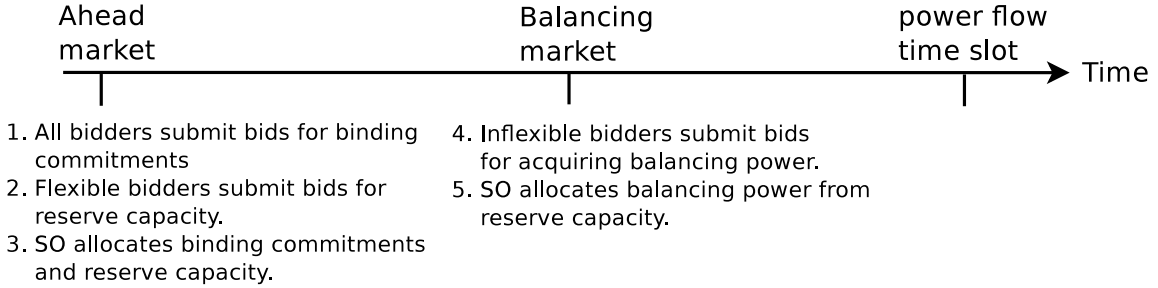 Ahead
market
Balancing
market
power flow
time slot
Time
1. All bidders submit bids for binding
commitments
2. Flexible bidders submit bids for
reserve capacity.
3. SO allocates binding commitments
and reserve capacity.
4. Inflexible bidders submit bids
for acquiring balancing power.
5. SO allocates balancing power from
reserve capacity.